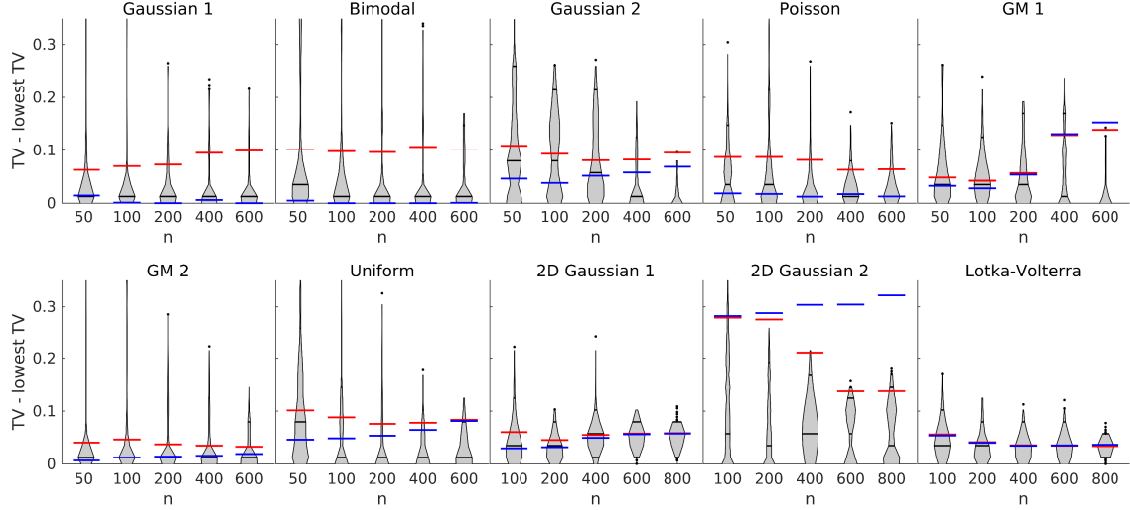 Gaussian 1 Bimodal Gaussian 2 Poisson GM 1
TV - lowest TV
0.3
0.2
0.1
0
50 100 200 400 600 50 100 200 400 600 50 100 200 400 600 50 100 200 400 600 50 100 200 400 600
n n n n n
GM 2 Uniform 2D Gaussian 1 2D Gaussian 2 Lotka-Volterra
TV - lowest TV
0.3
0.2
0.1
0
50 100 200 400 600 50 100 200 400 600 100 200 400 600 800 100 200 400 600 800 100 200 400 600 800
n n n n n